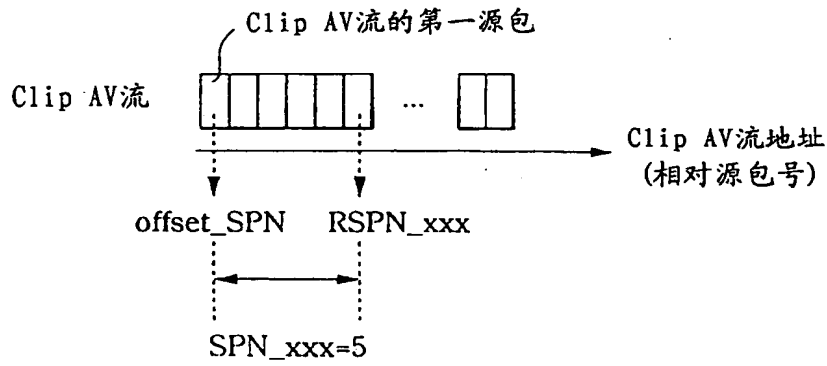 Clip AV流的第一源包
Clip AV流
...
Clip AV流地址
(相对源包号)
offset_SPN
RSPN_xxx
SPN_xxx=5